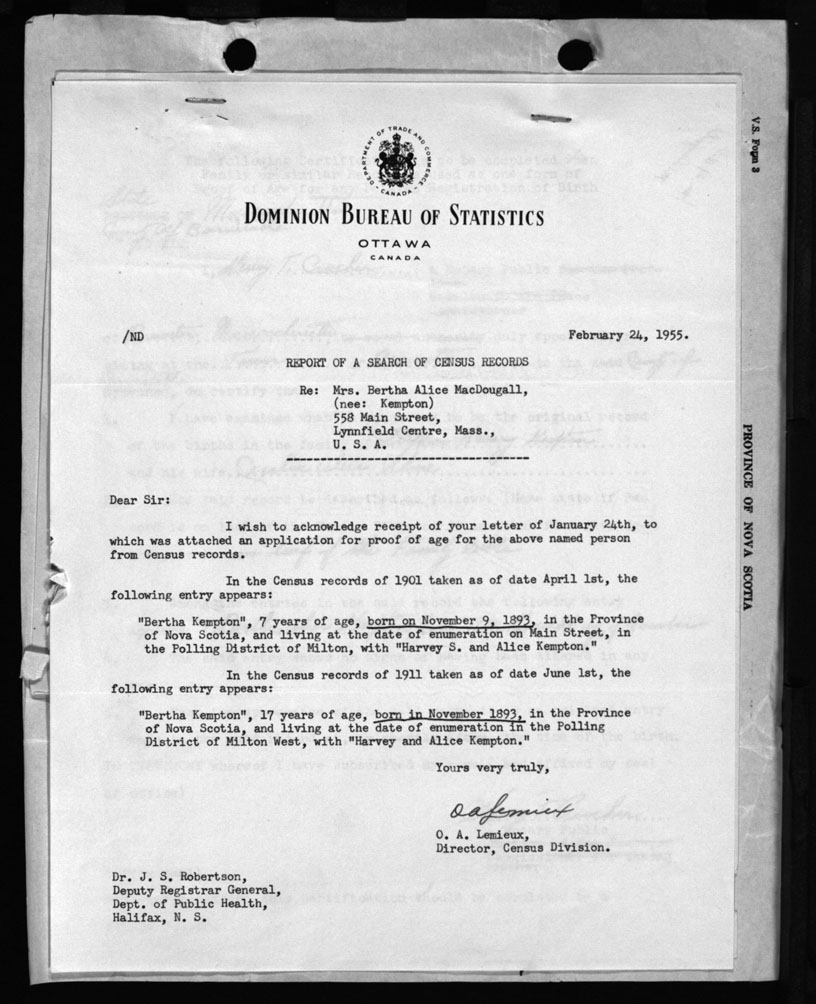 DEPARTMENT OF TRADE AND COMMERCE
CANADA
DOMINION BUREAU OF STATISTICS
OTTAWA
CANADA
/ND
February 24, 1955.
REPORT OF A SEARCH OF CENSUS RECORDS
Re: Mrs. Bertha Alice MacDougall,
(nee: Kempton)
558 Main Street,
Lynnfield Centre, Mass.,
U. S. A.
Dear Sir:
I wish to acknowledge receipt of your letter of January 24th, to
which was attached an application for proof of age for the above named person
from Census records.
In the Census records of 1901 taken as of date April 1st, the
following entry appears:
"Bertha Kempton", 7 years of age, born on November 9, 1893, in the Province
of Nova Scotia, and living at the date of enumeration on Main Street, in
the Polling District of Milton, with "Harvey S. and Alice Kempton."
In the Census records of 1911 taken as of date June 1st, the
following entry appears:
"Bertha Kempton", 17 years of age, born in November 1893, in the Province
of Nova Scotia, and living at the date of enumeration in the Polling
District of Milton West, with "Harvey and Alice Kempton."
Yours very truly,
O A Lemieux
O. A. Lemieux,
Director, Census Division.
Dr. J. S. Robertson,
Deputy Registrar General,
Dept. of Public Health,
Halifax, N. S.
V.S. Form 3
PROVINCE OF NOVA SCOTIA